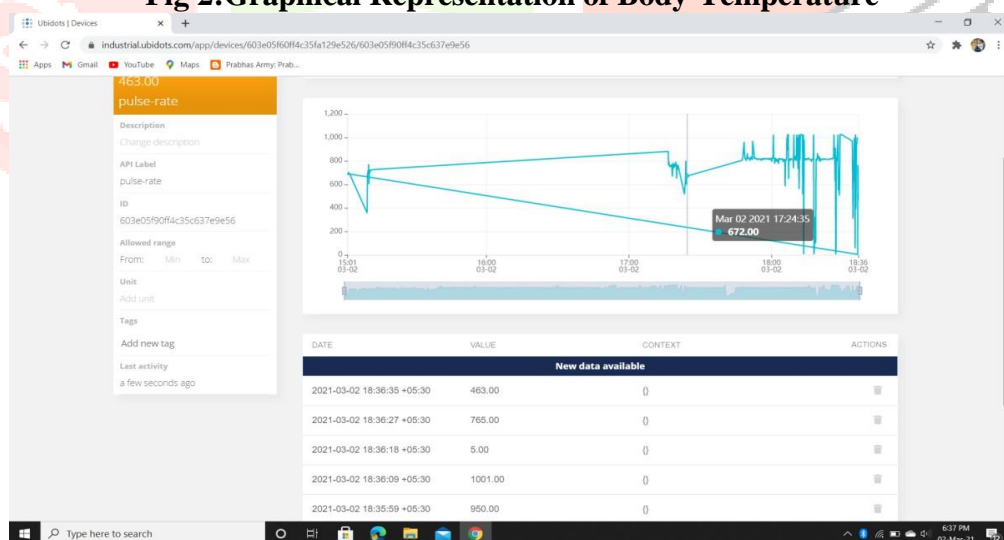 Fig 2:Graphical Representation of Body Temperature
Ubidots | Devices
industrial.ubidots.com/app/devices/603e05f60ff4c35fa129e526/603e05f90ff4c35c637e9e56
Apps Gmail YouTube Maps Prabhas Army: Prab...
463.00
pulse-rate
Description
Change description
API Label
pulse-rate
ID
603e05f90ff4c35c637e9e56
Allowed range
From: Min to: Max
Unit
Add unit
Tags
Add new tag
Last activity
a few seconds ago
1,200
1,000
800
600
400
200
0
15:01 16:00 17:00 18:00 18:36
03-02 03-02 03-02 03-02 03-02
Mar 02 2021 17:24:35
672.00
DATE VALUE CONTEXT ACTIONS
New data available
2021-03-02 18:36:35 +05:30 463.00 {}
2021-03-02 18:36:27 +05:30 765.00 {}
2021-03-02 18:36:18 +05:30 5.00 {}
2021-03-02 18:36:09 +05:30 1001.00 {}
2021-03-02 18:35:59 +05:30 950.00 {}
Type here to search
6:37 PM
02-Mar-21